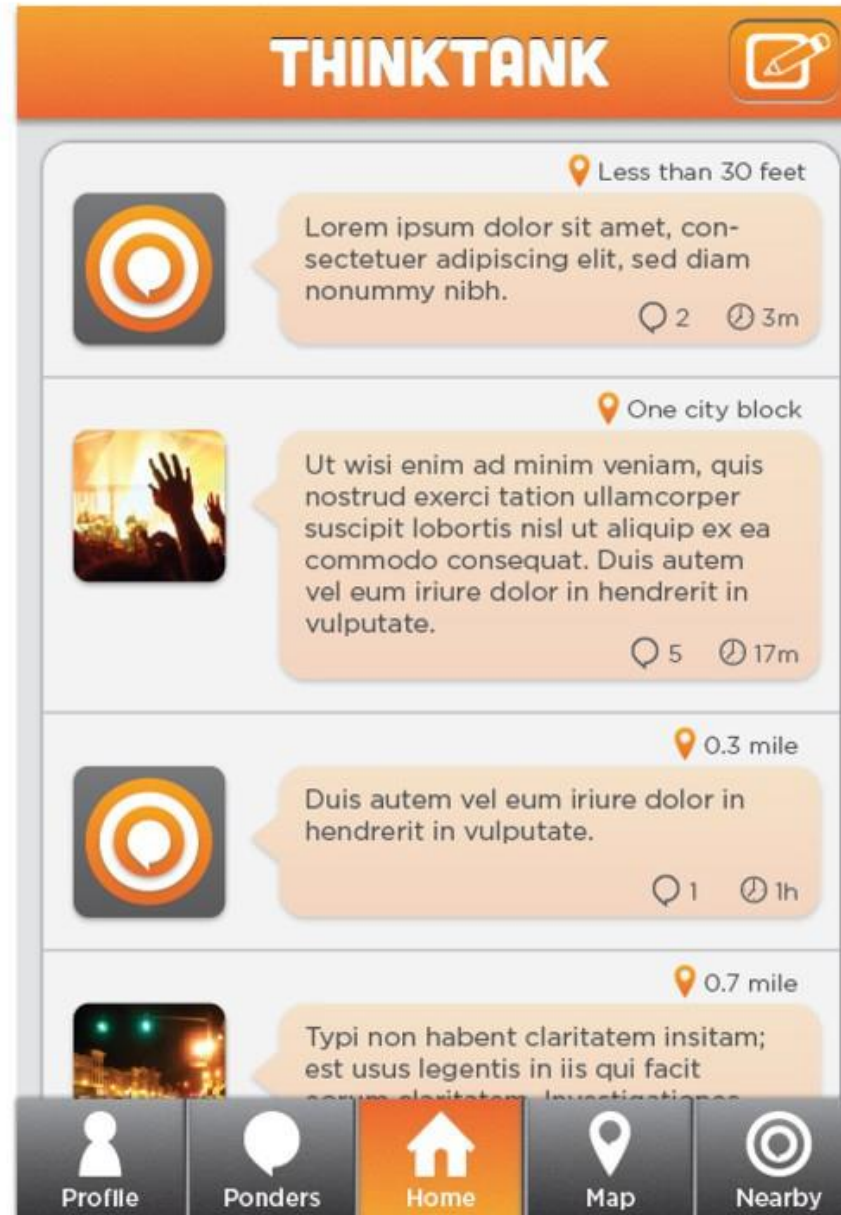 THINKTANK
Less than 30 feet
Lorem ipsum dolor sit amet, con-
sectetuer adipiscing elit, sed diam
nonummy nibh.
2 3m
One city block
Ut wisi enim ad minim veniam, quis
nostrud exerci tation ullamcorper
suscipit lobortis nisl ut aliquip ex ea
commodo consequat. Duis autem
vel eum iriure dolor in hendrerit in
vulputate.
5 17m
0.3 mile
Duis autem vel eum iriure dolor in
hendrerit in vulputate.
1 1h
0.7 mile
Typi non habent claritatem insitam;
est usus legentis in iis qui facit
Profile Ponders Home Map Nearby